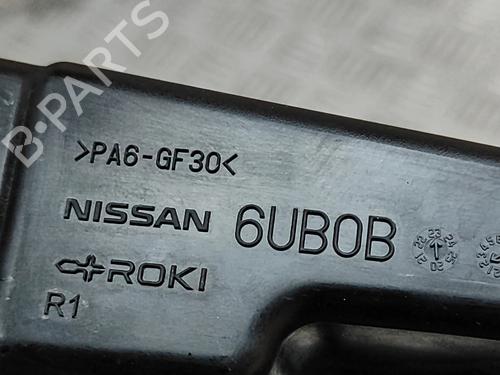 B-PARTS
>PA6-GF30<
NISSAN 6UB0B
ROKI
R1